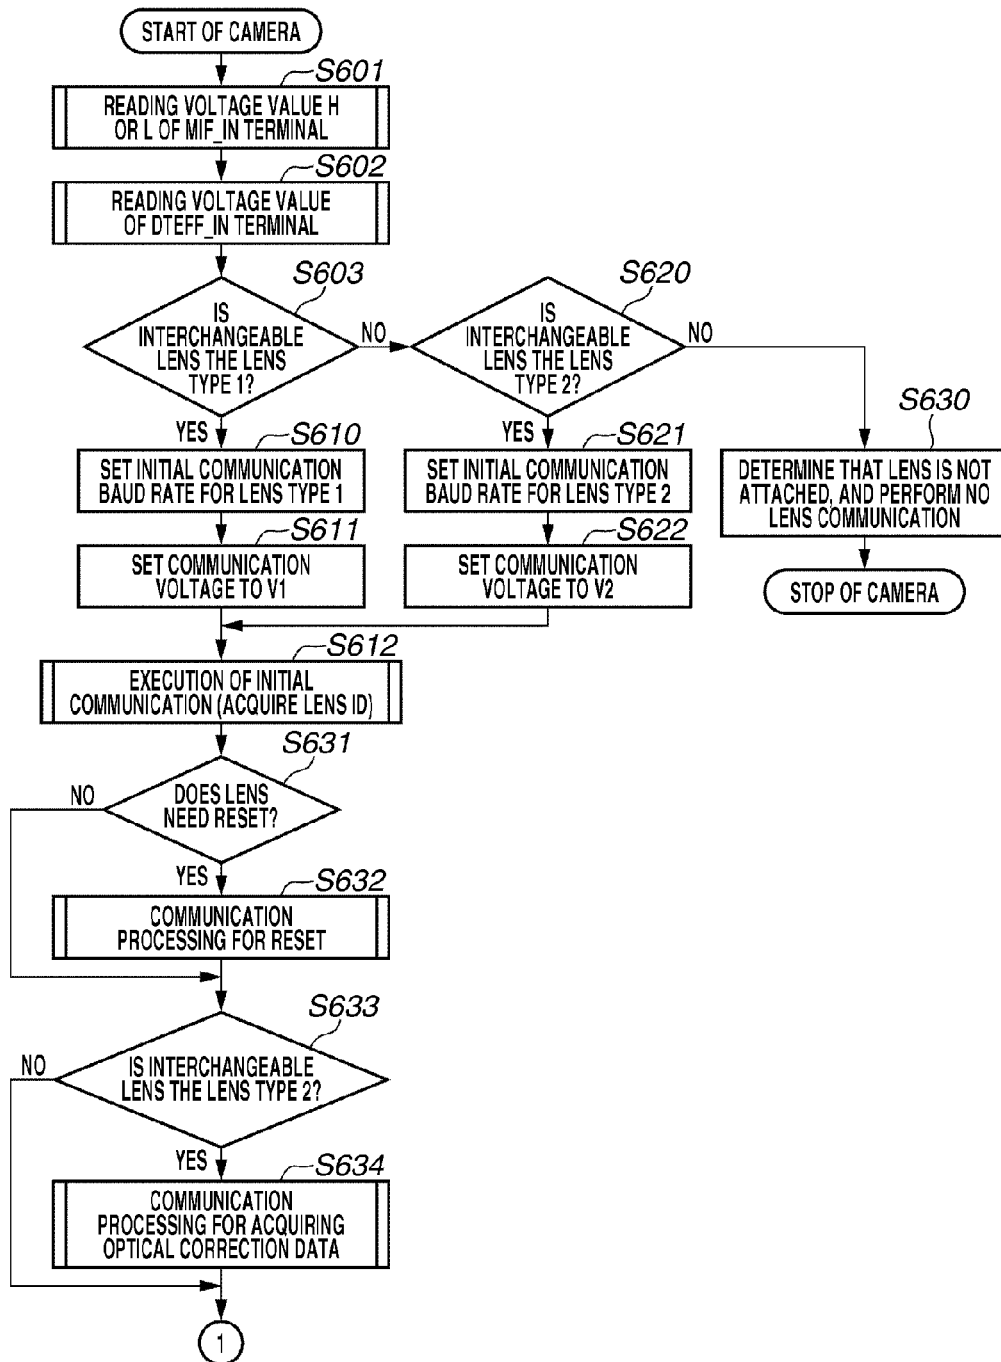 START OF CAMERA
S601
READING VOLTAGE VALUE H
OR L OF MIF_IN TERMINAL
S602
READING VOLTAGE VALUE
OF DTEFF_IN TERMINAL
S603
IS
INTERCHANGEABLE
LENS THE LENS
TYPE 1?
NO
YES
S620
IS
INTERCHANGEABLE
LENS THE LENS
TYPE 2?
NO
YES
S610
SET INITIAL COMMUNICATION
BAUD RATE FOR LENS TYPE 1
S621
SET INITIAL COMMUNICATION
BAUD RATE FOR LENS TYPE 2
S630
DETERMINE THAT LENS IS NOT
ATTACHED, AND PERFORM NO
LENS COMMUNICATION
S611
SET COMMUNICATION
VOLTAGE TO V1
S622
SET COMMUNICATION
VOLTAGE TO V2
STOP OF CAMERA
S612
EXECUTION OF INITIAL
COMMUNICATION (ACQUIRE LENS ID)
S631
DOES LENS
NEED RESET?
NO
YES
S632
COMMUNICATION
PROCESSING FOR RESET
S633
IS INTERCHANGEABLE
LENS THE LENS TYPE 2?
NO
YES
S634
COMMUNICATION
PROCESSING FOR ACQUIRING
OPTICAL CORRECTION DATA
1